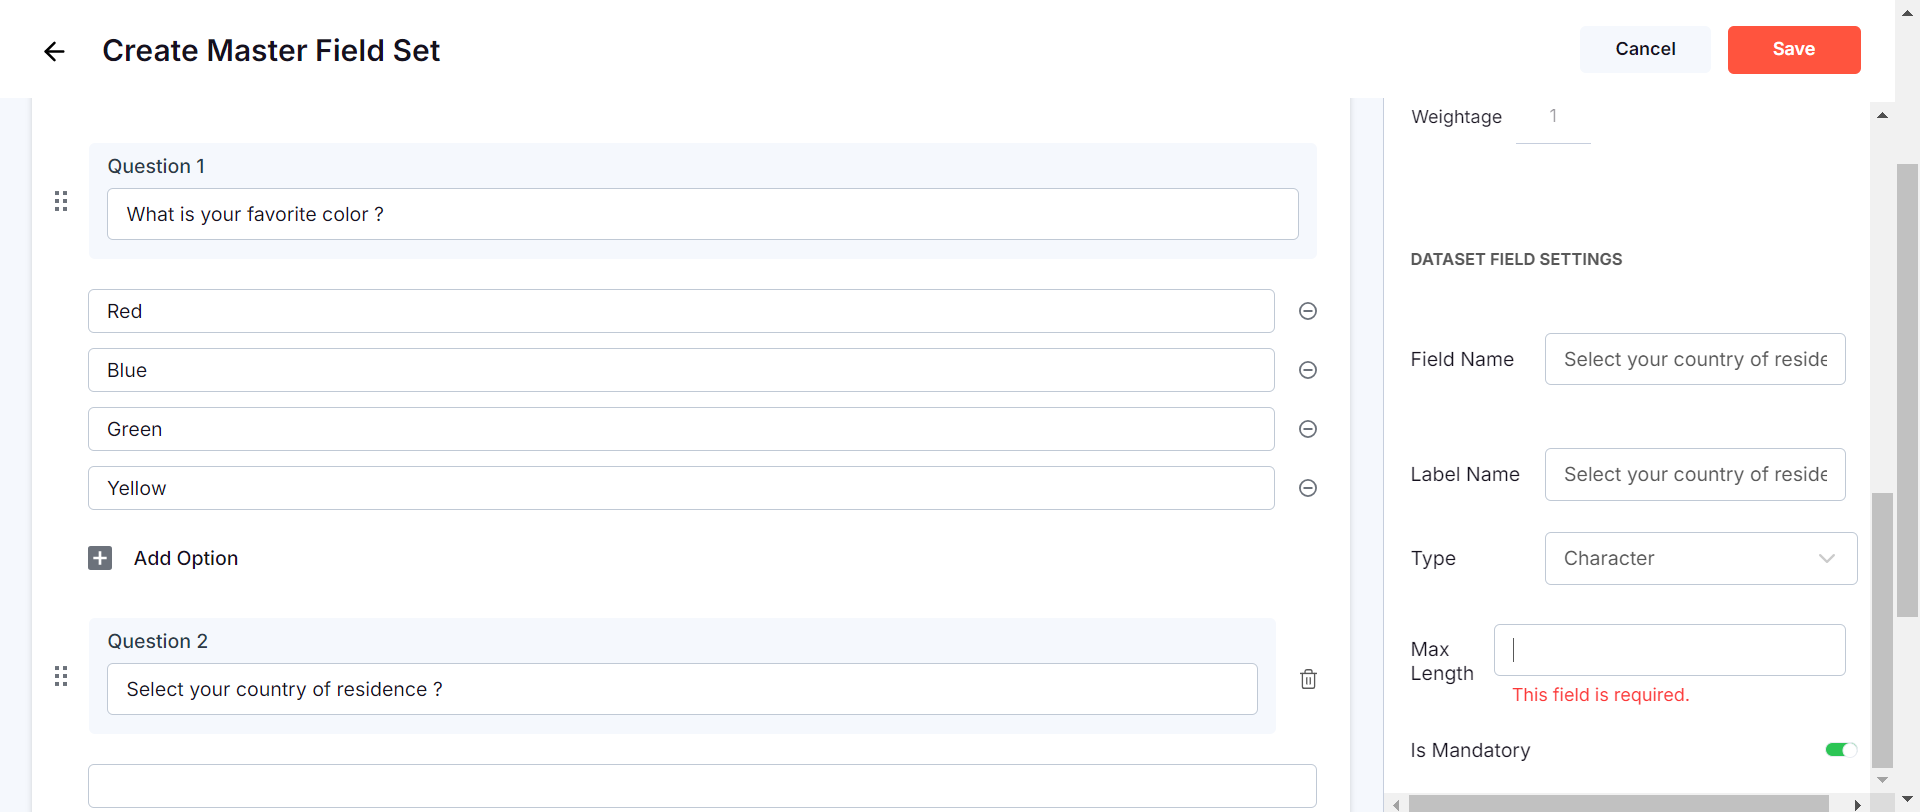 Create Master Field Set
Cancel
Save
Question 1
What is your favorite color ?
Red
Blue
Green
Yellow
Add Option
Question 2
Select your country of residence ?
Weightage
1
DATASET FIELD SETTINGS
Field Name
Select your country of reside
Label Name
Select your country of reside
Type
Character
Max
Length
This field is required.
Is Mandatory